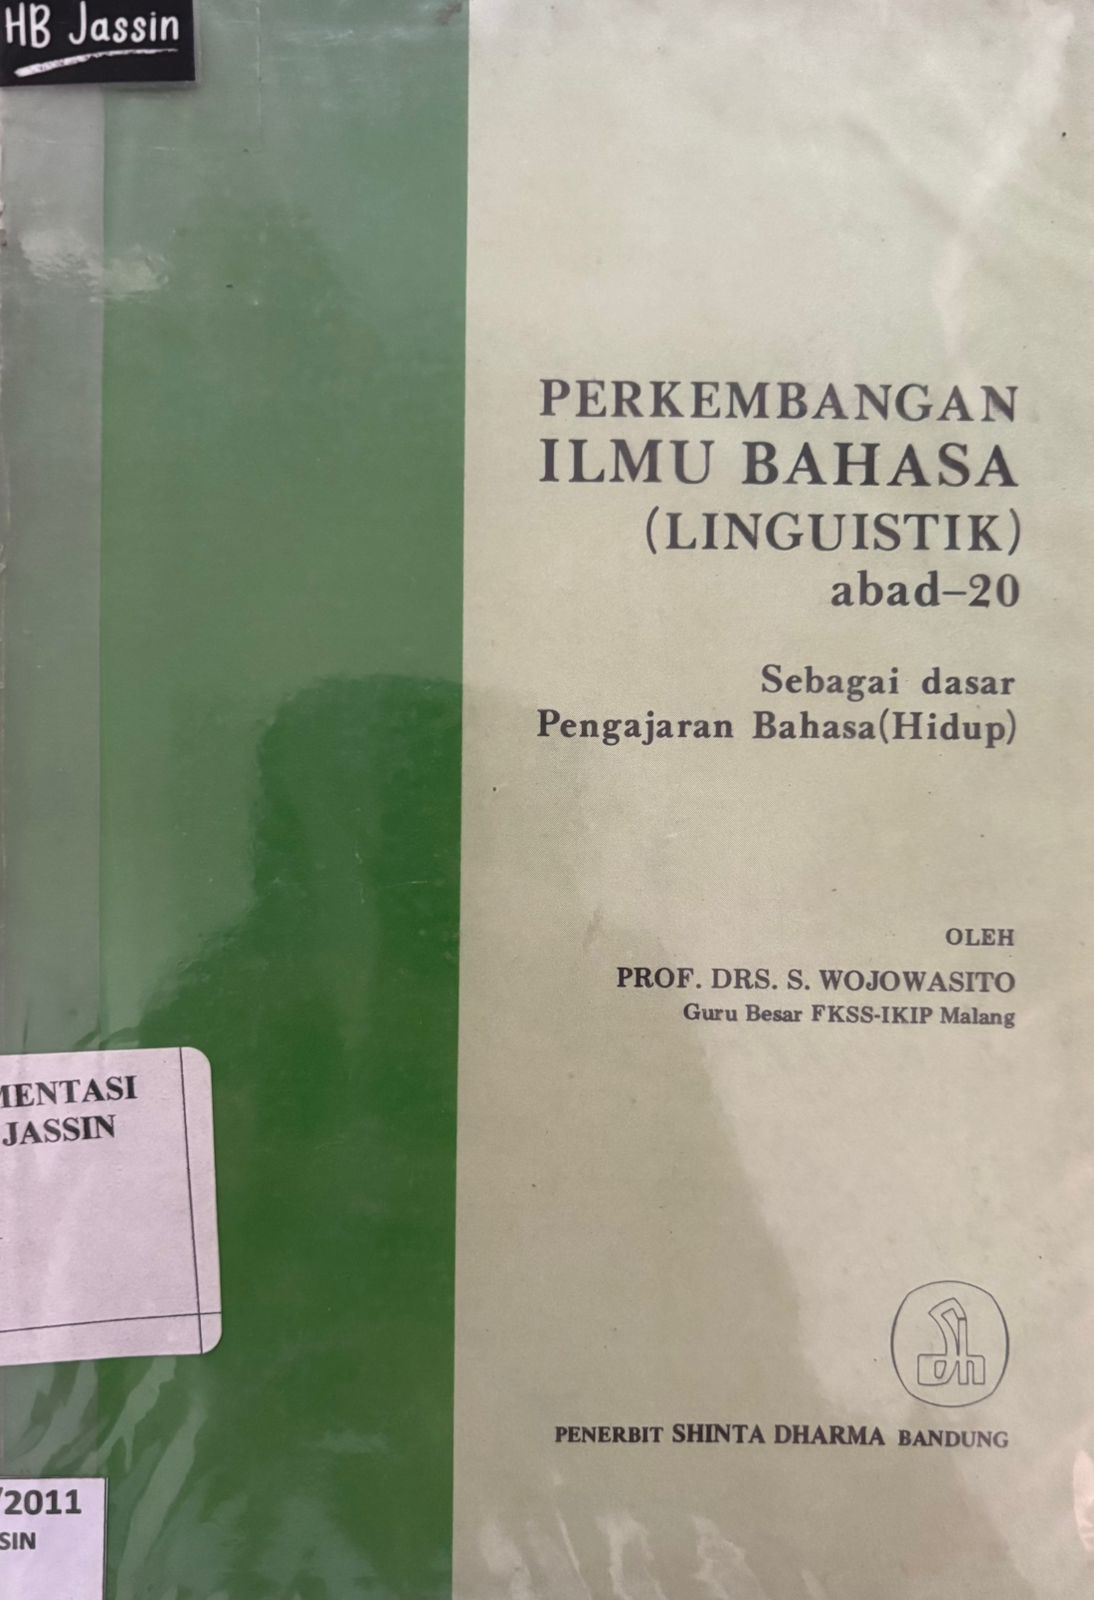 HB Jassin
PERKEMBANGAN
ILMU BAHASA
(LINGUISTIK)
abad–20
Sebagai dasar
Pengajaran Bahasa(Hidup)
OLEH
PROF. DRS. S. WOJOWASITO
Guru Besar FKSS-IKIP Malang
MENTASI
JASSIN
PENERBIT SHINTA DHARMA BANDUNG
/2011
SIN